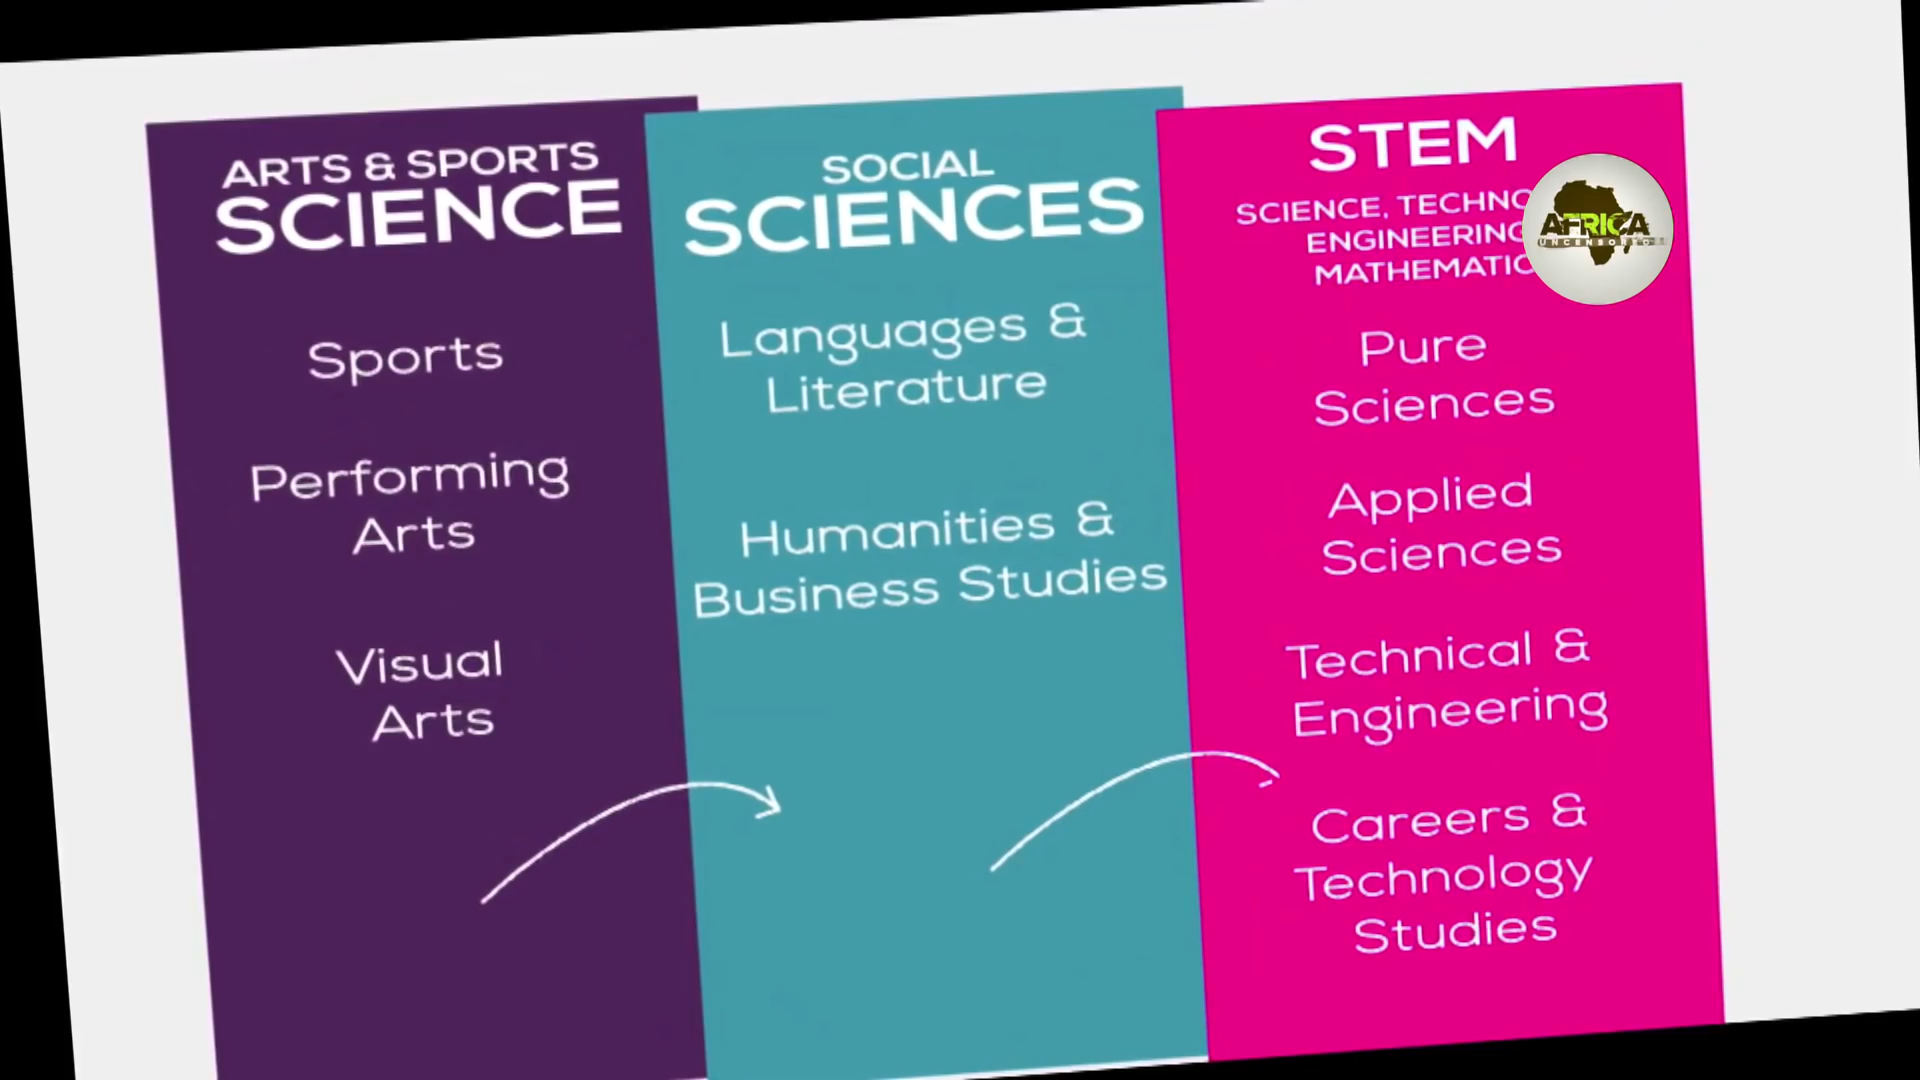 ARTS & SPORTS
SCIENCE
Sports
Performing
Arts
Visual
Arts
SOCIAL
SCIENCES
Languages &
Literature
Humanities &
Business Studies
STEM
SCIENCE, TECHNO
ENGINEERING
MATHEMATIC
Pure
Sciences
Applied
Sciences
Technical &
Engineering
Careers &
Technology
Studies
AFRICA
UNCENSORED